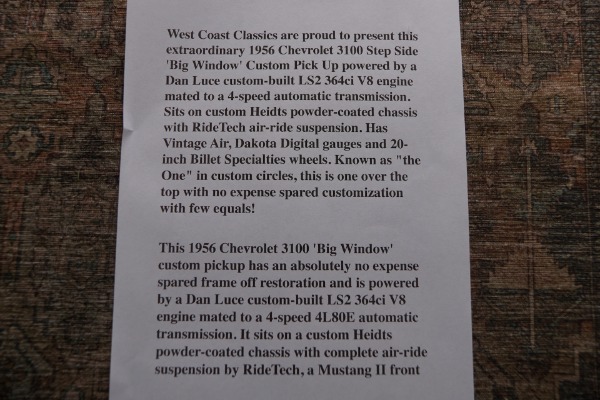 West Coast Classics are proud to present this
extraordinary 1956 Chevrolet 3100 Step Side
'Big Window' Custom Pick Up powered by a
Dan Luce custom-built LS2 364ci V8 engine
mated to a 4-speed automatic transmission.
Sits on custom Heidts powder-coated chassis
with RideTech air-ride suspension. Has
Vintage Air, Dakota Digital gauges and 20-
inch Billet Specialties wheels. Known as "the
One" in custom circles, this is one over the
top with no expense spared customization
with few equals!
This 1956 Chevrolet 3100 'Big Window'
custom pickup has an absolutely no expense
spared frame off restoration and is powered
by a Dan Luce custom-built LS2 364ci V8
engine mated to a 4-speed 4L80E automatic
transmission. It sits on a custom Heidts
powder-coated chassis with complete air-ride
suspension by RideTech, a Mustang II front